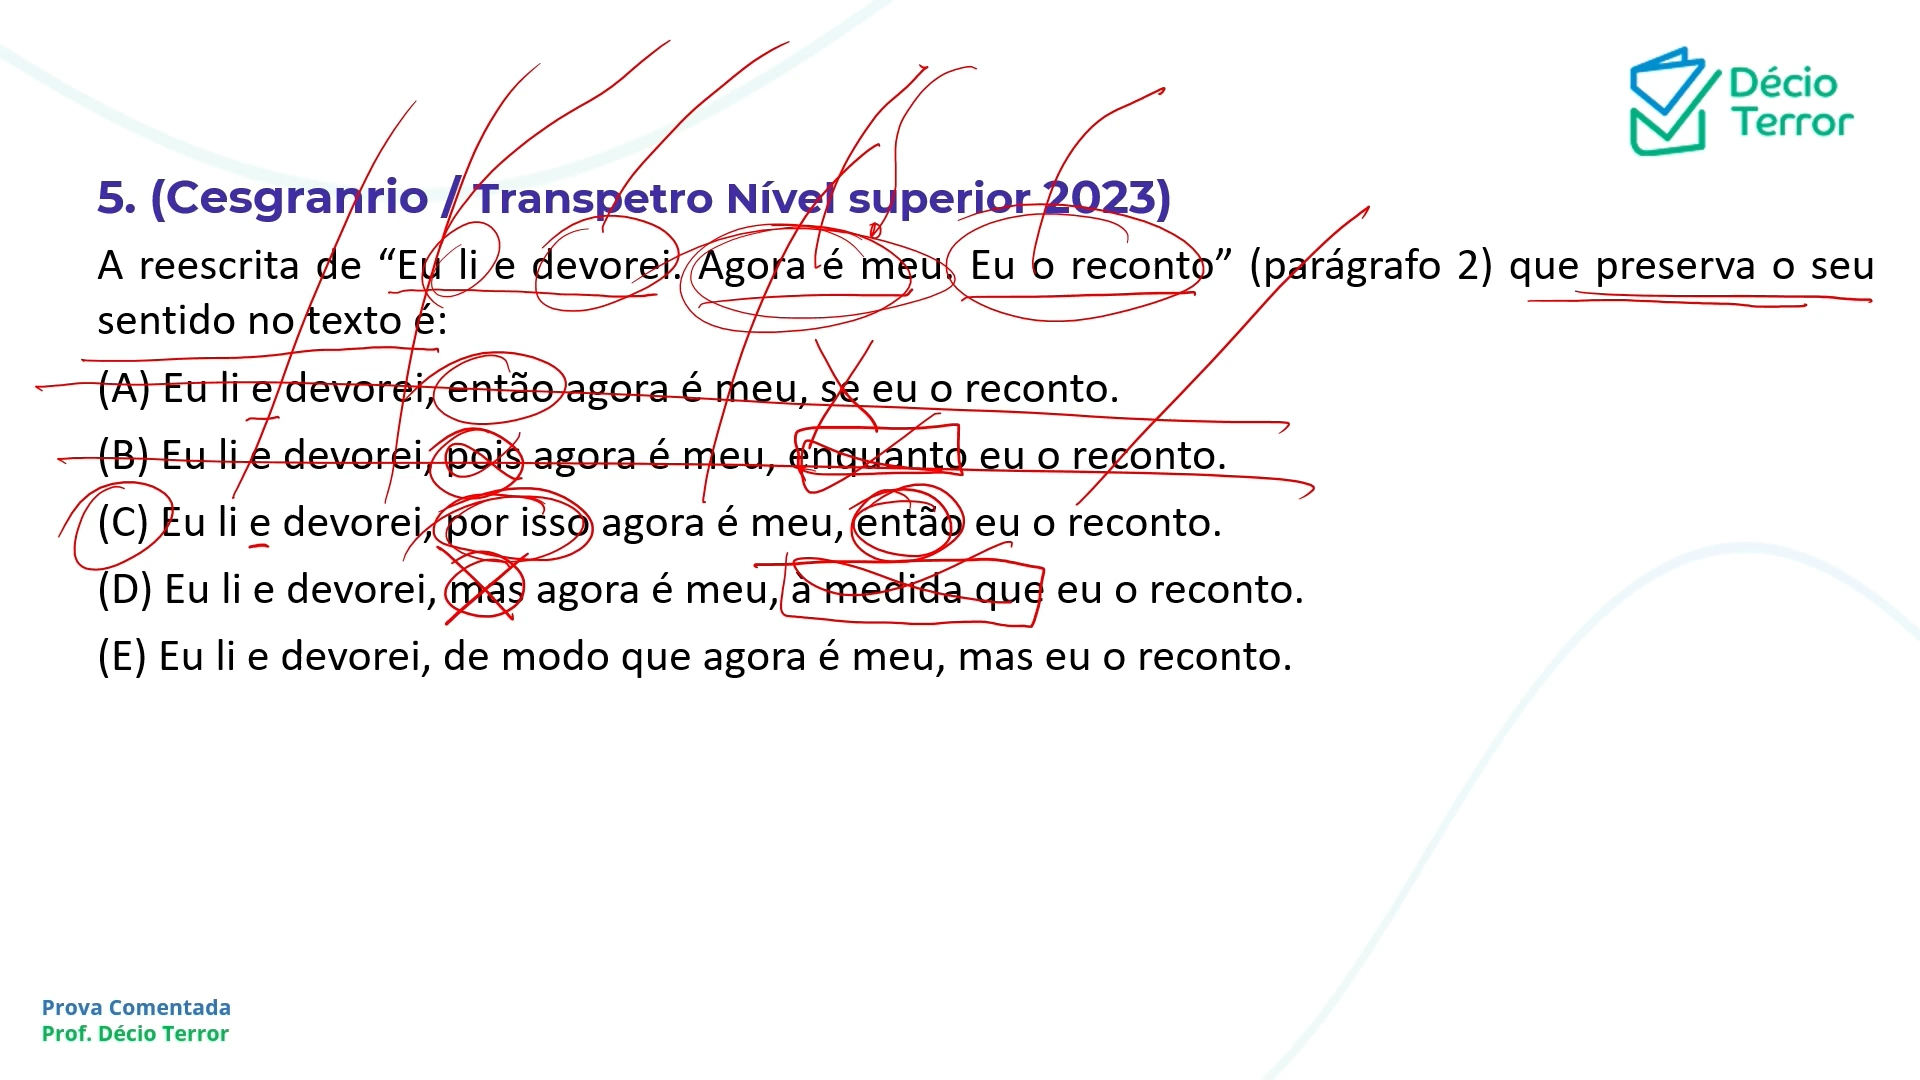 Décio
Terror
5. (Cesgranrio / Transpetro Nível superior 2023)
A reescrita de “Eu li e devorei. Agora é meu. Eu o reconto” (parágrafo 2) que preserva o seu
sentido no texto é:
(A) Eu li e devorei, então agora é meu, se eu o reconto.
(B) Eu li e devorei, pois agora é meu, enquanto eu o reconto.
(C) Eu li e devorei, por isso agora é meu, então eu o reconto.
(D) Eu li e devorei, mas agora é meu, à medida que eu o reconto.
(E) Eu li e devorei, de modo que agora é meu, mas eu o reconto.
Prova Comentada
Prof. Décio Terror